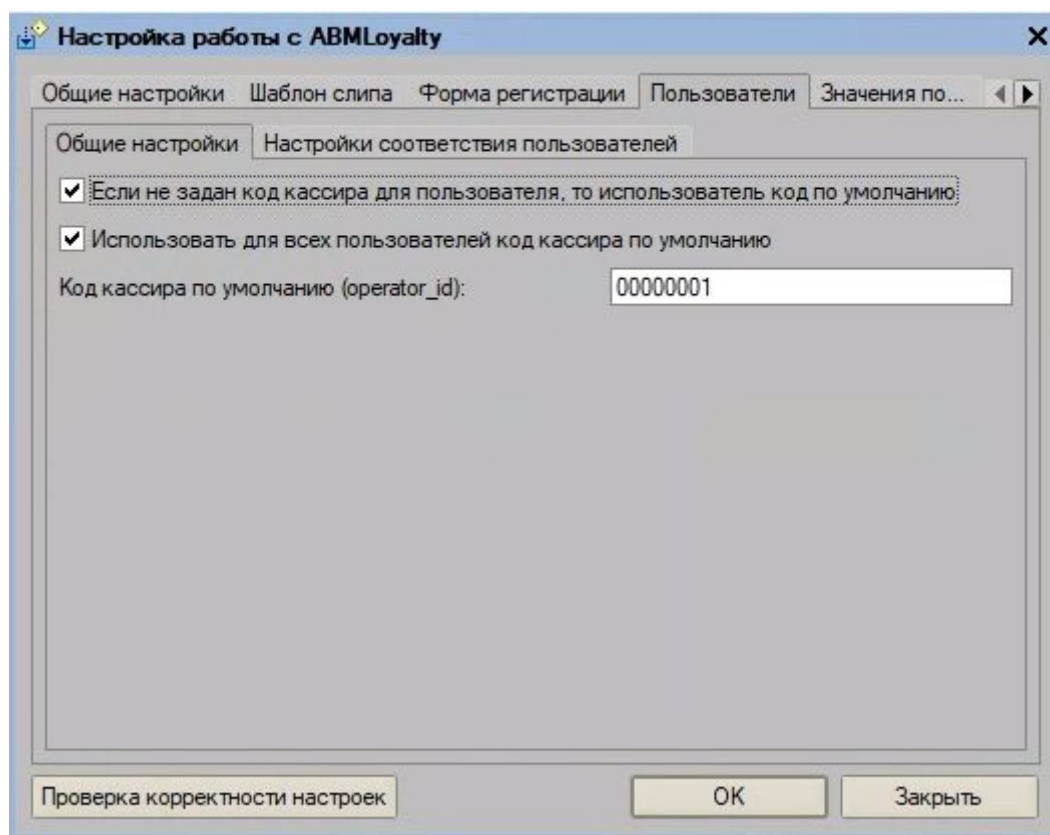 Настройка работы с ABMLoyalty
Общие настройки Шаблон слипа Форма регистрации Пользователи Значения по...
Общие настройки Настройки соответствия пользователей
Если не задан код кассира для пользователя, то использователь код по умолчанию
Использовать для всех пользователей код кассира по умолчанию
Код кассира по умолчанию (operator_id): 00000001
Проверка корректности настроек OK Закрыть